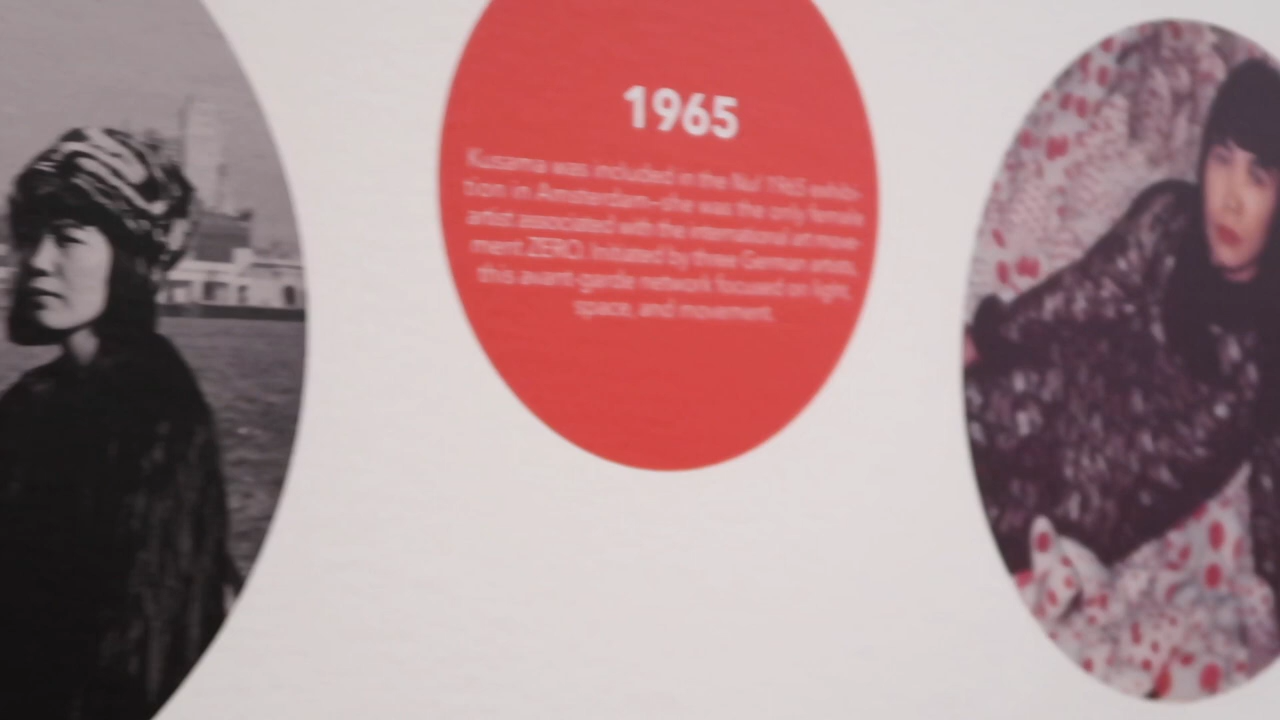 1965
Kusama was included in the Nul 1965 exhibi-
tion in Amsterdam–she was the only female
artist associated with the international art move-
ment ZERO. Initiated by three German artists,
this avant-garde network focused on light,
space, and movement.